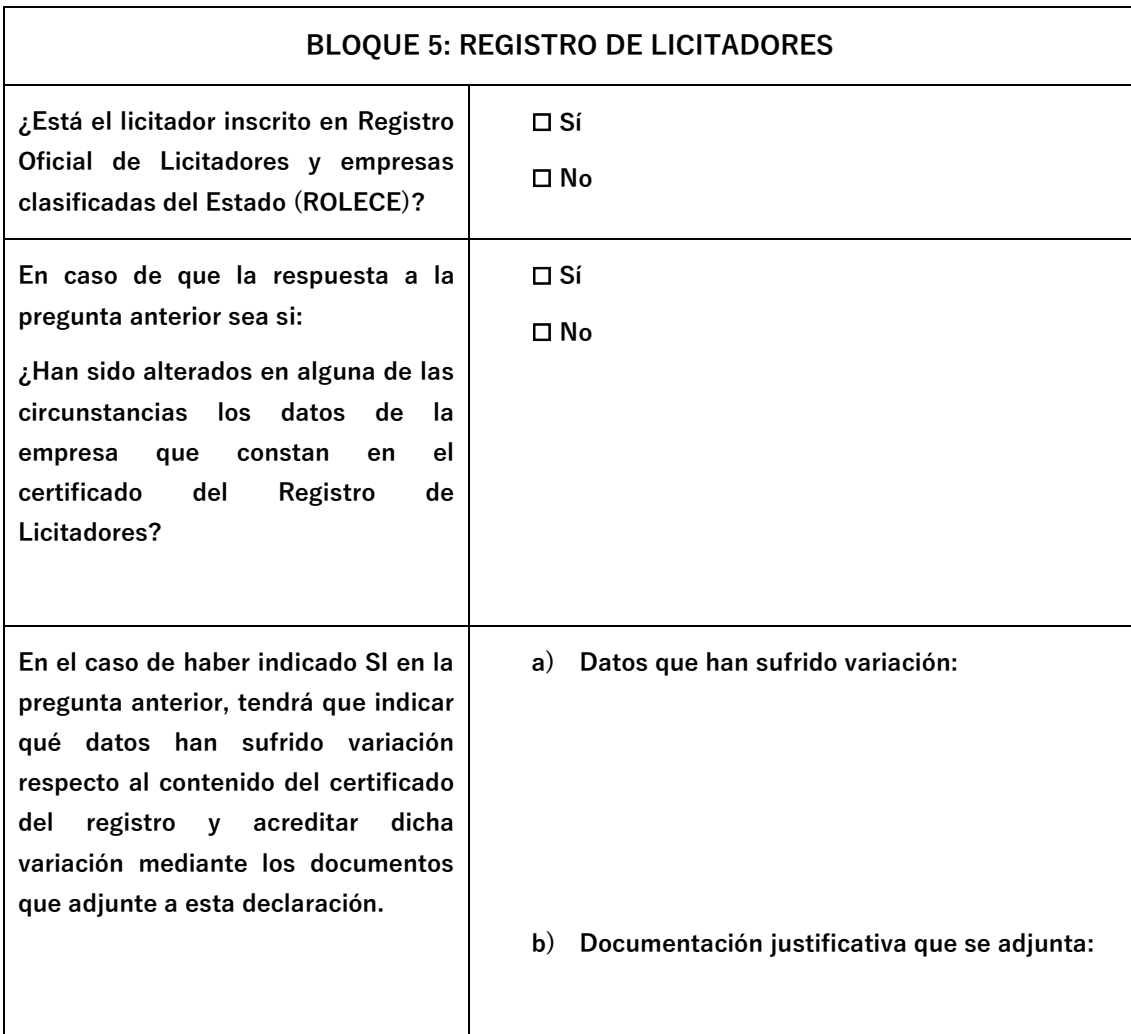 BLOQUE 5: REGISTRO DE LICITADORES
¿Está el licitador inscrito en Registro
Oficial de Licitadores y empresas
clasificadas del Estado (ROLECE)?
☐ Sí
☐ No
En caso de que la respuesta a la
pregunta anterior sea si:
¿Han sido alterados en alguna de las
circunstancias los datos de la
empresa que constan en el
certificado del Registro de
Licitadores?
☐ Sí
☐ No
En el caso de haber indicado SI en la
pregunta anterior, tendrá que indicar
qué datos han sufrido variación
respecto al contenido del certificado
del registro y acreditar dicha
variación mediante los documentos
que adjunte a esta declaración.
a) Datos que han sufrido variación:
b) Documentación justificativa que se adjunta: